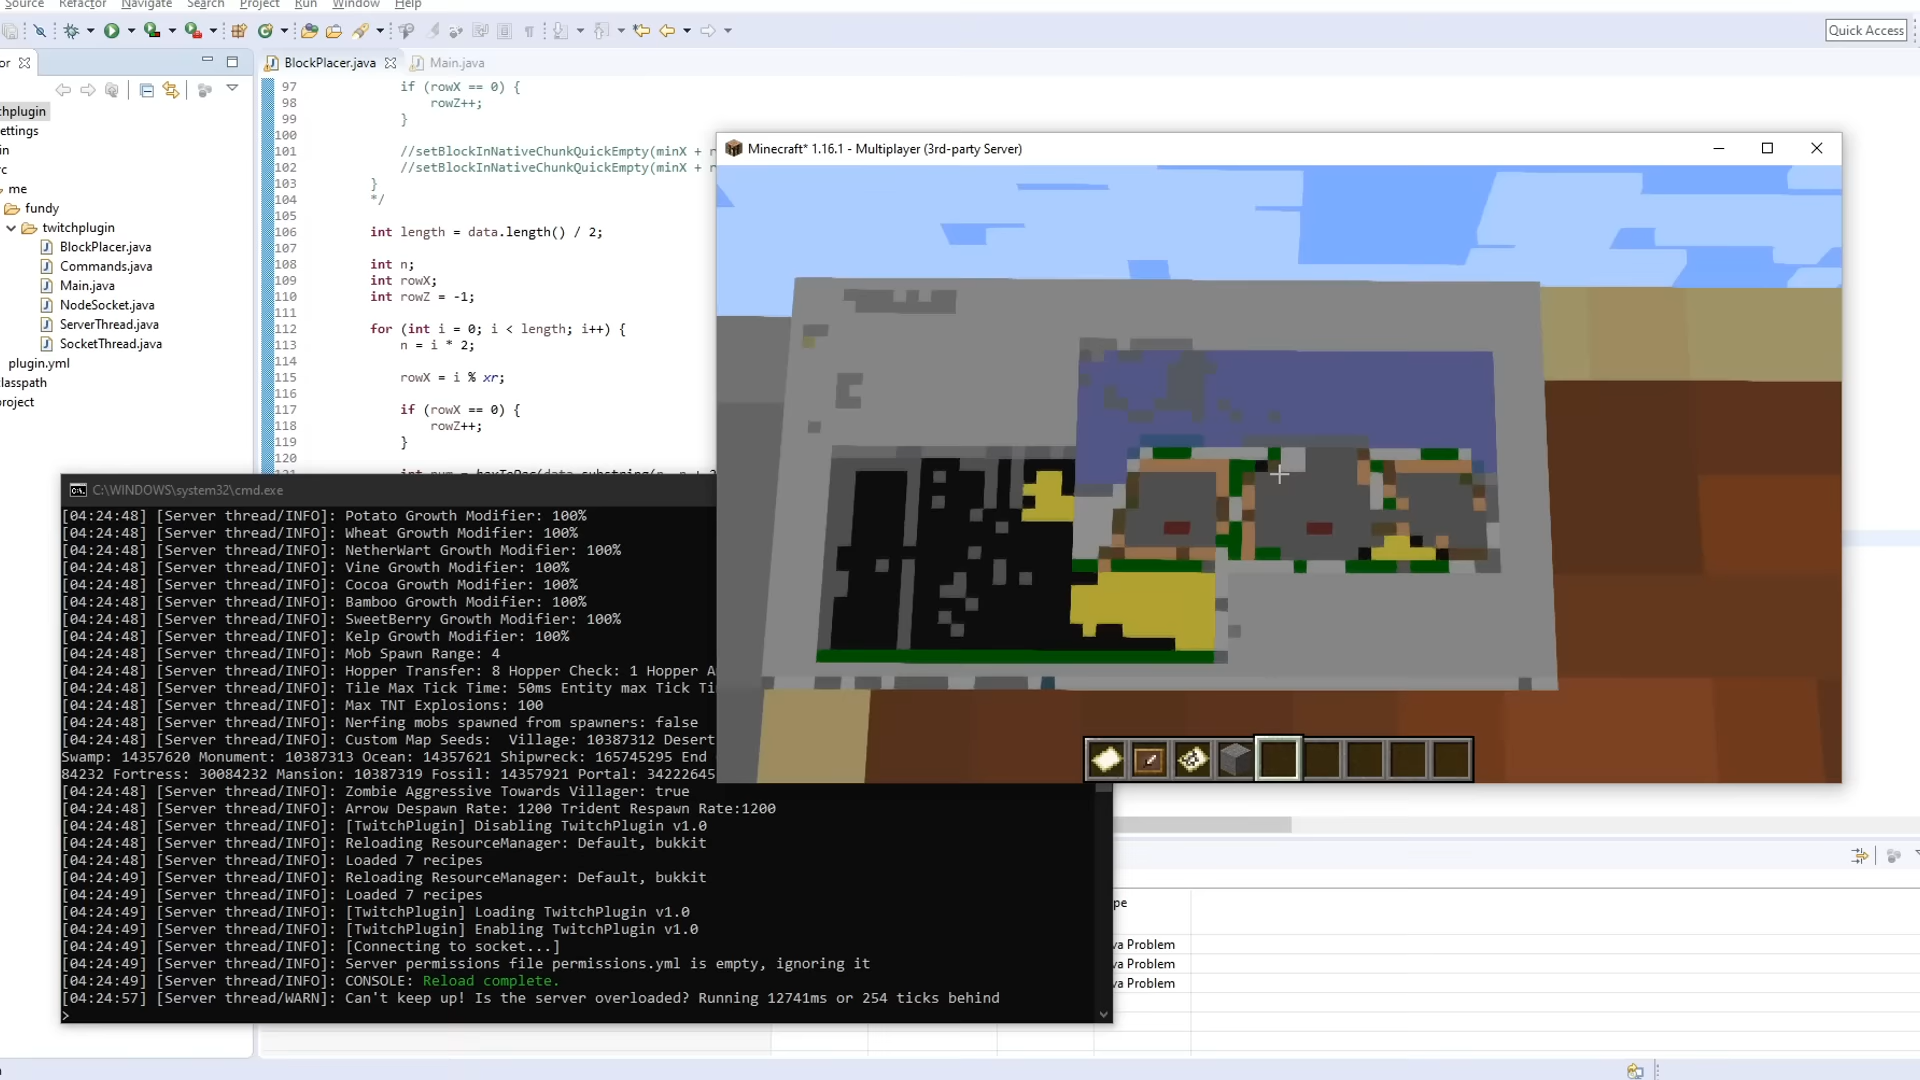 Source Refactor Navigate Search Project Run Window Help
Quick Access
or
BlockPlacer.java
Main.java
chplugin
ettings
in
rc
me
fundy
twitchplugin
BlockPlacer.java
Commands.java
Main.java
NodeSocket.java
ServerThread.java
SocketThread.java
plugin.yml
classpath
project
97 if (rowX == 0) {
98 rowZ++;
99 }
100
101 //setBlockInNativeChunkQuickEmpty(minX + r
102 //setBlockInNativeChunkQuickEmpty(minX + r
103 }
104 */
105
106 int length = data.length() / 2;
107
108 int n;
109 int rowX;
110 int rowZ = -1;
111
112 for (int i = 0; i < length; i++) {
113 n = i * 2;
114
115 rowX = i % xr;
116
117 if (rowX == 0) {
118 rowZ++;
119 }
120
Minecraft* 1.16.1 - Multiplayer (3rd-party Server)
C:\WINDOWS\system32\cmd.exe
[04:24:48] [Server thread/INFO]: Potato Growth Modifier: 100%
[04:24:48] [Server thread/INFO]: Wheat Growth Modifier: 100%
[04:24:48] [Server thread/INFO]: NetherWart Growth Modifier: 100%
[04:24:48] [Server thread/INFO]: Vine Growth Modifier: 100%
[04:24:48] [Server thread/INFO]: Cocoa Growth Modifier: 100%
[04:24:48] [Server thread/INFO]: Bamboo Growth Modifier: 100%
[04:24:48] [Server thread/INFO]: SweetBerry Growth Modifier: 100%
[04:24:48] [Server thread/INFO]: Kelp Growth Modifier: 100%
[04:24:48] [Server thread/INFO]: Mob Spawn Range: 4
[04:24:48] [Server thread/INFO]: Hopper Transfer: 8 Hopper Check: 1 Hopper A
[04:24:48] [Server thread/INFO]: Tile Max Tick Time: 50ms Entity max Tick Ti
[04:24:48] [Server thread/INFO]: Max TNT Explosions: 100
[04:24:48] [Server thread/INFO]: Nerfing mobs spawned from spawners: false
[04:24:48] [Server thread/INFO]: Custom Map Seeds:  Village: 10387312 Desert
Swamp: 14357620 Monument: 10387313 Ocean: 14357621 Shipwreck: 165745295 End
84232 Fortress: 30084232 Mansion: 10387319 Fossil: 14357921 Portal: 34222645
[04:24:48] [Server thread/INFO]: Zombie Aggressive Towards Villager: true
[04:24:48] [Server thread/INFO]: Arrow Despawn Rate: 1200 Trident Respawn Rate:1200
[04:24:48] [Server thread/INFO]: [TwitchPlugin] Disabling TwitchPlugin v1.0
[04:24:48] [Server thread/INFO]: Reloading ResourceManager: Default, bukkit
[04:24:48] [Server thread/INFO]: Loaded 7 recipes
[04:24:49] [Server thread/INFO]: Reloading ResourceManager: Default, bukkit
[04:24:49] [Server thread/INFO]: Loaded 7 recipes
[04:24:49] [Server thread/INFO]: [TwitchPlugin] Loading TwitchPlugin v1.0
[04:24:49] [Server thread/INFO]: [TwitchPlugin] Enabling TwitchPlugin v1.0
[04:24:49] [Server thread/INFO]: [Connecting to socket...]
[04:24:49] [Server thread/INFO]: Server permissions file permissions.yml is empty, ignoring it
[04:24:49] [Server thread/INFO]: CONSOLE: Reload complete.
[04:24:57] [Server thread/WARN]: Can't keep up! Is the server overloaded? Running 12741ms or 254 ticks behind
>
pe
va Problem
va Problem
va Problem